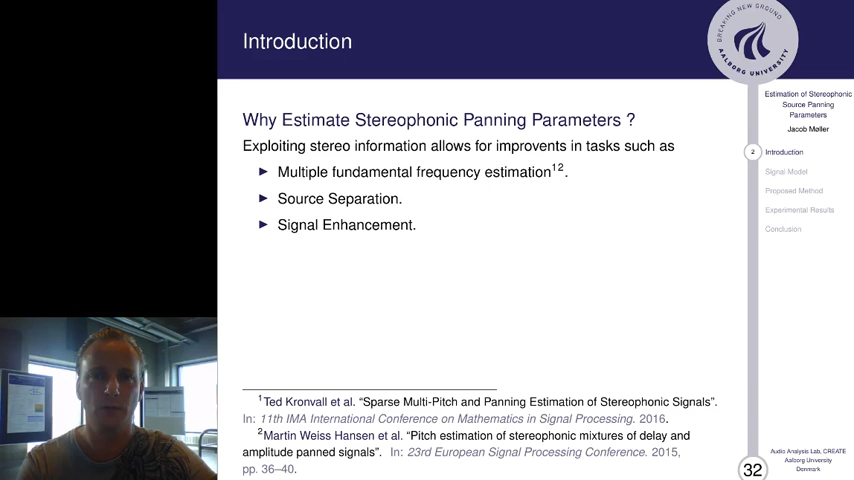 Introduction
BREAKING NEW GROUND
AALBORG UNIVERSITY
Estimation of Stereophonic
Source Panning
Parameters
Jacob Møller
2 Introduction
Signal Model
Proposed Method
Experimental Results
Conclusion
Why Estimate Stereophonic Panning Parameters ?
Exploiting stereo information allows for improvents in tasks such as
▶ Multiple fundamental frequency estimation12.
▶ Source Separation.
▶ Signal Enhancement.
1Ted Kronvall et al. “Sparse Multi-Pitch and Panning Estimation of Stereophonic Signals”.
In: 11th IMA International Conference on Mathematics in Signal Processing. 2016.
2Martin Weiss Hansen et al. “Pitch estimation of stereophonic mixtures of delay and
amplitude panned signals”. In: 23rd European Signal Processing Conference. 2015,
pp. 36–40.
Audio Analysis Lab, CREATE
Aalborg University
Denmark
32